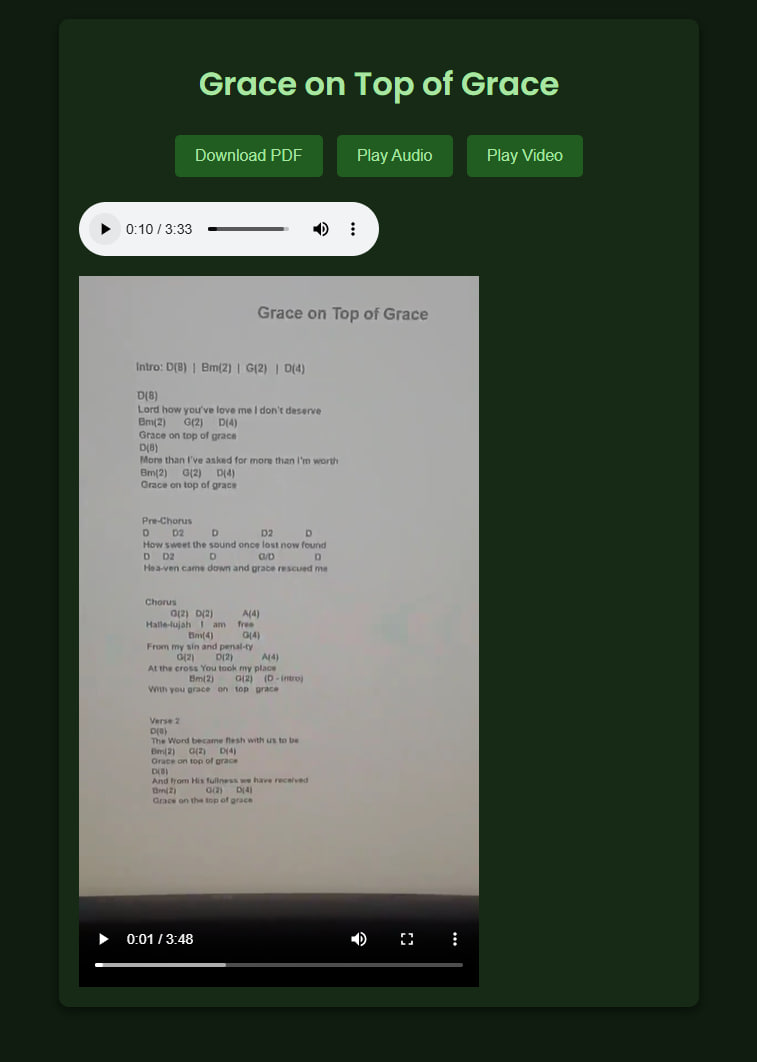 Grace on Top of Grace
Download PDF
Play Audio
Play Video
0:10 / 3:33
Grace on Top of Grace
Intro: D(8) | Bm(2) | G(2) | D(4)
D(8)
Lord how you've love me I don't deserve
Bm(2) G(2) D(4)
Grace on top of grace
D(8)
More than I've asked for more than I'm worth
Bm(2) G(2) D(4)
Grace on top of grace
Pre-Chorus
D D2 D D2 D
How sweet the sound once lost now found
D D2 D G/D D
Hea-ven came down and grace rescued me
Chorus
G(2) D(2) A(4)
Halle-lujah I am free
Bm(4) G(4)
From my sin and penal-ty
G(2) D(2) A(4)
At the cross You took my place
Bm(2) G(2) (D - intro)
With you grace on top grace
Verse 2
D(8)
The Word became flesh with us to be
Bm(2) G(2) D(4)
Grace on top of grace
D(8)
And from His fullness we have received
Bm(2) G(2) D(4)
Grace on the top of grace
0:01 / 3:48